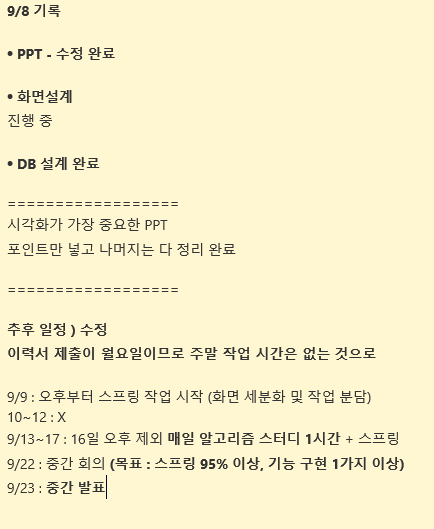 9/8 기록
• PPT - 수정 완료
• 화면설계
진행 중
• DB 설계 완료
==================
시각화가 가장 중요한 PPT
포인트만 넣고 나머지는 다 정리 완료
==================
추후 일정 ) 수정
이력서 제출이 월요일이므로 주말 작업 시간은 없는 것으로
9/9 : 오후부터 스프링 작업 시작 (화면 세분화 및 작업 분담)
10~12 : X
9/13~17 : 16일 오후 제외 매일 알고리즘 스터디 1시간 + 스프링
9/22 : 중간 회의 (목표 : 스프링 95% 이상, 기능 구현 1가지 이상)
9/23 : 중간 발표